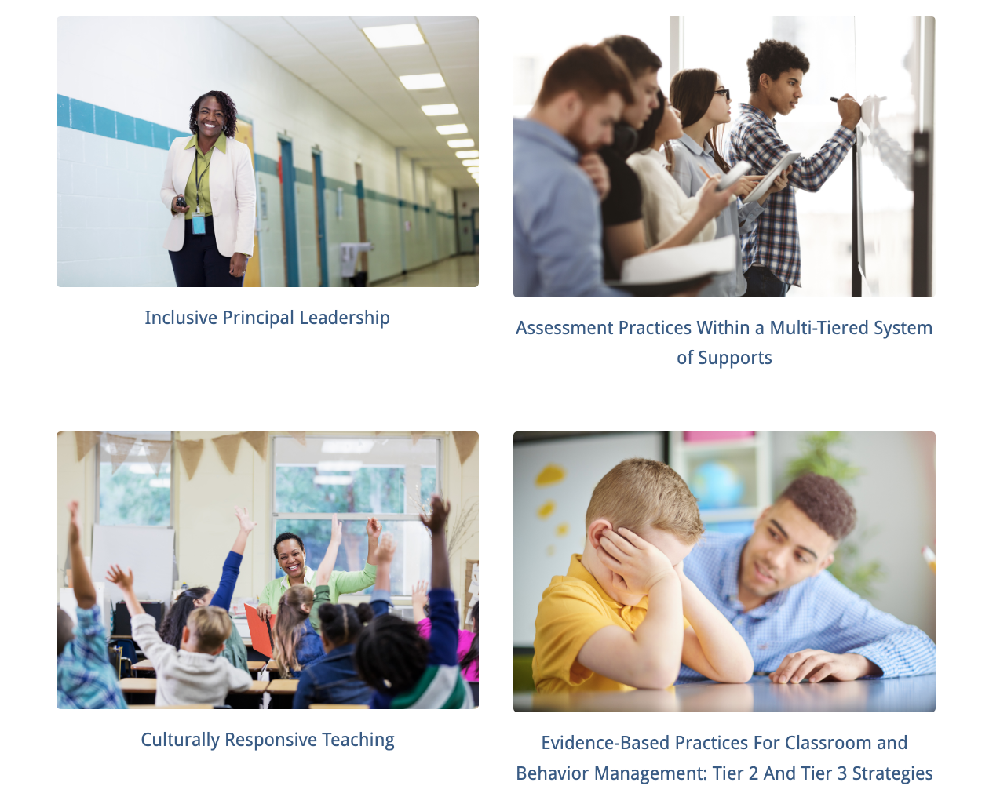 Inclusive Principal Leadership
Assessment Practices Within a Multi-Tiered System
of Supports
Culturally Responsive Teaching
Evidence-Based Practices For Classroom and
Behavior Management: Tier 2 And Tier 3 Strategies